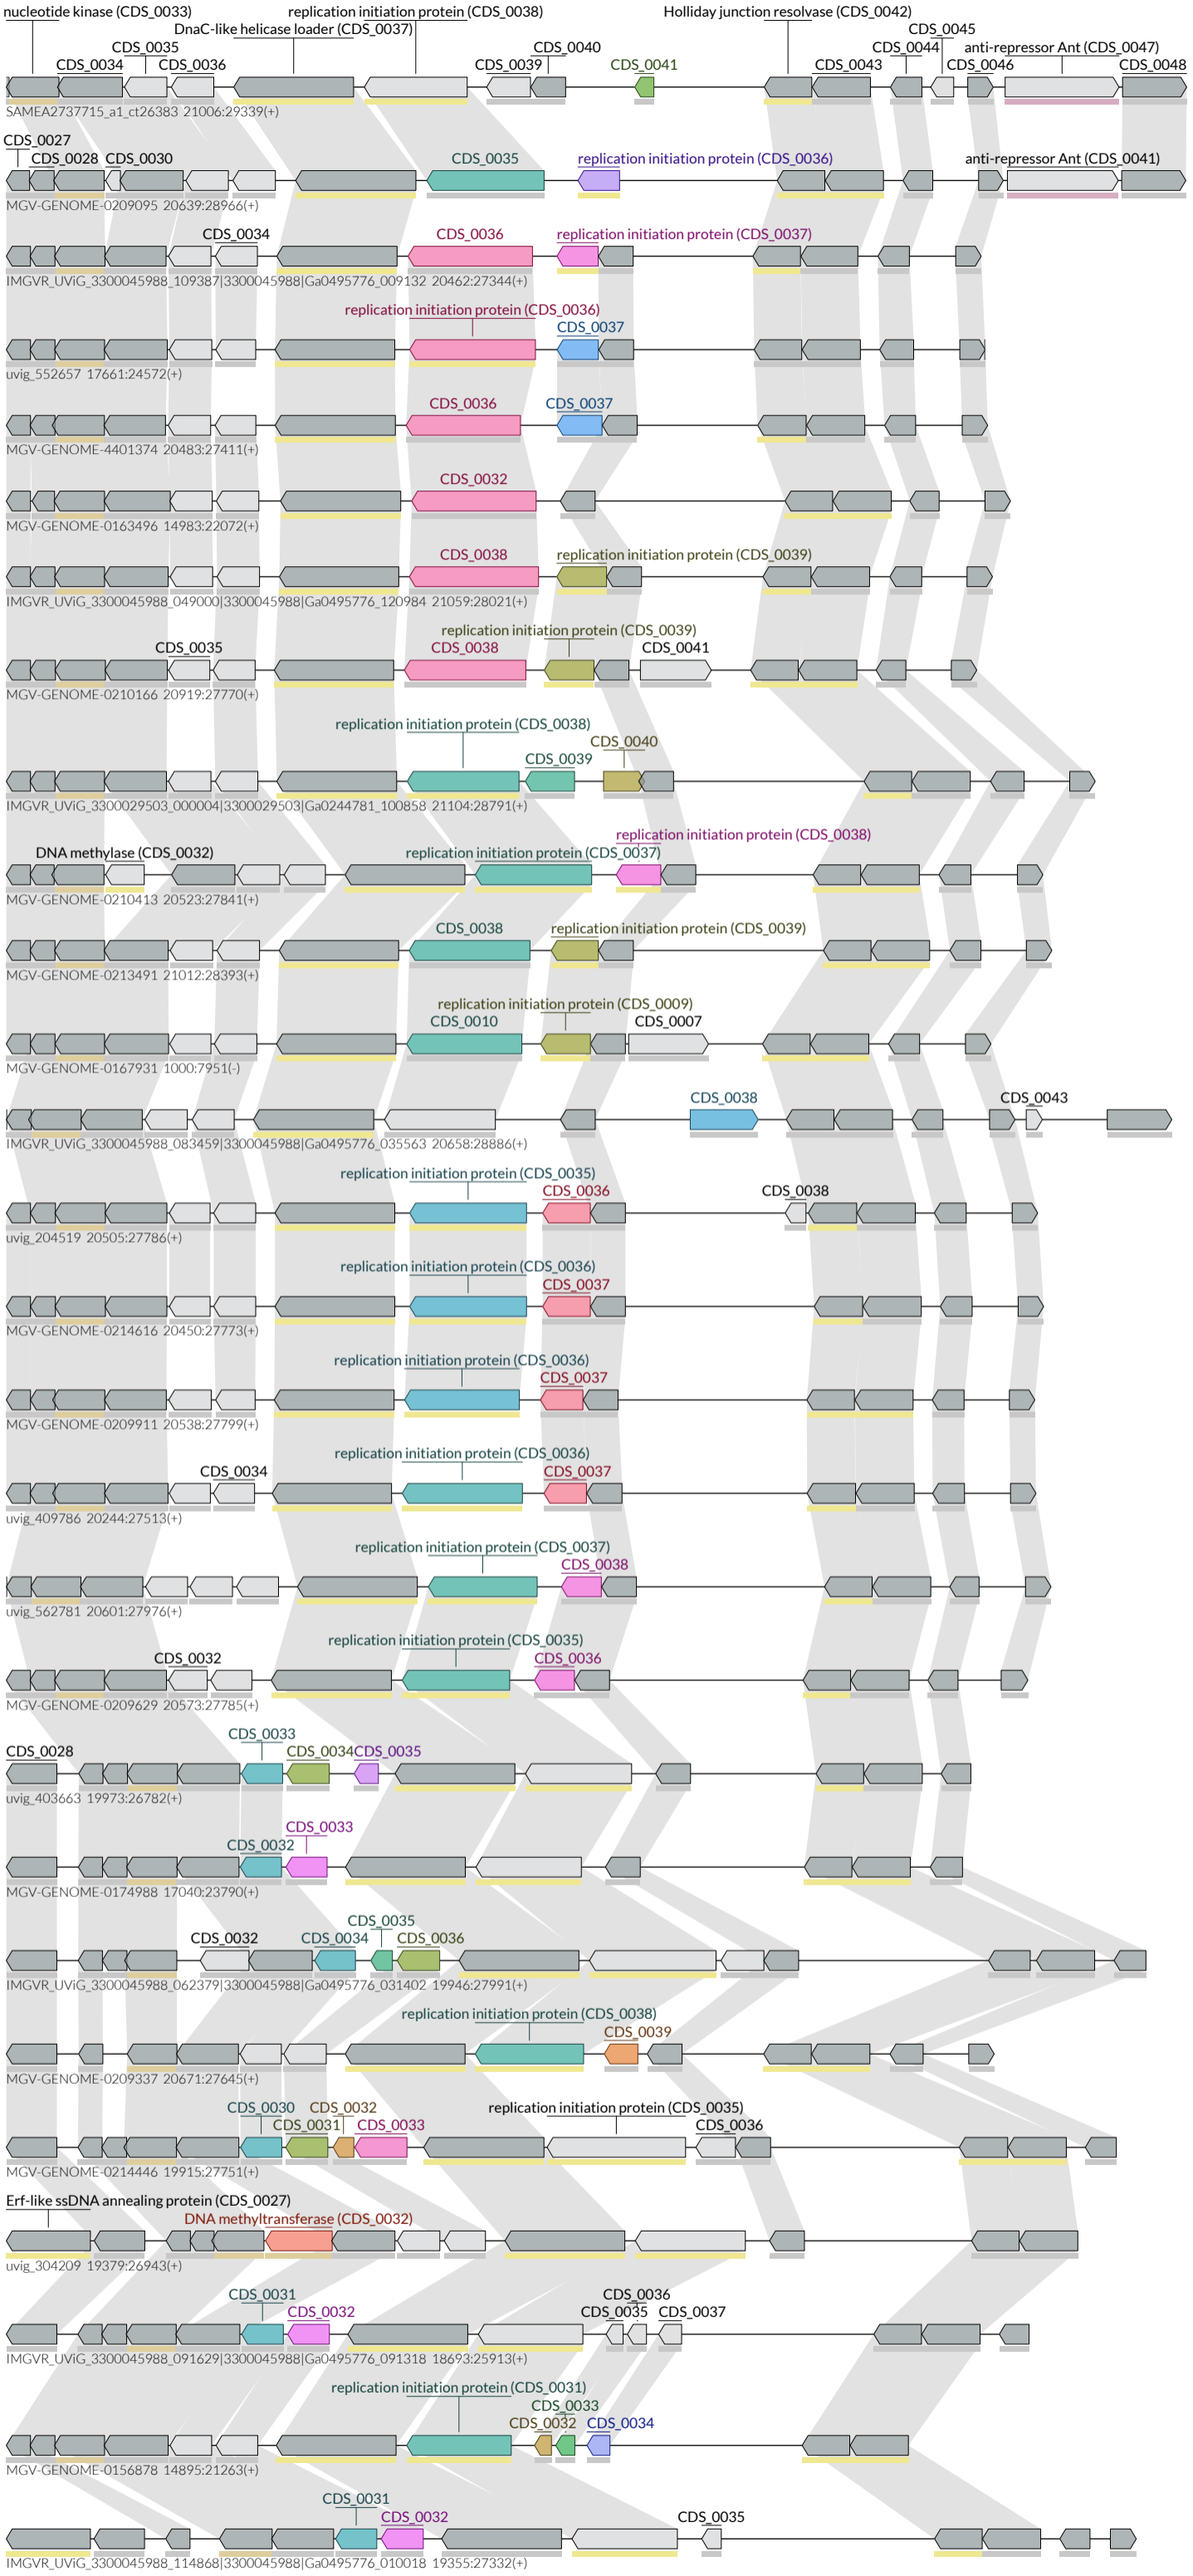 nucleotide kinase (CDS_0033)
replication initiation protein (CDS_0038)
Holliday junction resolvase (CDS_0042)
DnaC-like helicase loader (CDS_0037)
CDS_0045
CDS_0035
CDS_0040
CDS_0044
anti-repressor Ant (CDS_0047)
CDS_0034
CDS_0036
CDS_0039
CDS_0041
CDS_0043
CDS_0046
CDS_0048
SAMEA2737715_a1_ct26383 21006:29339(+)
CDS_0027
CDS_0028
CDS_0030
CDS_0035
replication initiation protein (CDS_0036)
anti-repressor Ant (CDS_0041)
MGV-GENOME-0209095 20639:28966(+)
CDS_0034
CDS_0036
replication initiation protein (CDS_0037)
IMGVR_UViG_3300045988_109387|3300045988|Ga0495776_009132 20462:27344(+)
replication initiation protein (CDS_0036)
CDS_0037
uvig_552657 17661:24572(+)
CDS_0036
CDS_0037
MGV-GENOME-4401374 20483:27411(+)
CDS_0032
MGV-GENOME-0163496 14983:22072(+)
CDS_0038
replication initiation protein (CDS_0039)
IMGVR_UViG_3300045988_049000|3300045988|Ga0495776_120984 21059:28021(+)
replication initiation protein (CDS_0039)
CDS_0035
CDS_0038
CDS_0041
MGV-GENOME-0210166 20919:27770(+)
replication initiation protein (CDS_0038)
CDS_0040
CDS_0039
IMGVR_UViG_3300029503_000004|3300029503|Ga0244781_100858 21104:28791(+)
replication initiation protein (CDS_0038)
DNA methylase (CDS_0032)
replication initiation protein (CDS_0037)
MGV-GENOME-0210413 20523:27841(+)
CDS_0038
replication initiation protein (CDS_0039)
MGV-GENOME-0213491 21012:28393(+)
replication initiation protein (CDS_0009)
CDS_0010
CDS_0007
MGV-GENOME-0167931 1000:7951(-)
CDS_0038
CDS_0043
IMGVR_UViG_3300045988_083459|3300045988|Ga0495776_035563 20658:28886(+)
replication initiation protein (CDS_0035)
CDS_0036
CDS_0038
uvig_204519 20505:27786(+)
replication initiation protein (CDS_0036)
CDS_0037
MGV-GENOME-0214616 20450:27773(+)
replication initiation protein (CDS_0036)
CDS_0037
MGV-GENOME-0209911 20538:27799(+)
replication initiation protein (CDS_0036)
CDS_0034
CDS_0037
uvig_409786 20244:27513(+)
replication initiation protein (CDS_0037)
CDS_0038
uvig_562781 20601:27976(+)
replication initiation protein (CDS_0035)
CDS_0032
CDS_0036
MGV-GENOME-0209629 20573:27785(+)
CDS_0033
CDS_0028
CDS_0034
CDS_0035
uvig_403663 19973:26782(+)
CDS_0033
CDS_0032
MGV-GENOME-0174988 17040:23790(+)
CDS_0035
CDS_0032
CDS_0034
CDS_0036
IMGVR_UViG_3300045988_062379|3300045988|Ga0495776_031402 19946:27991(+)
replication initiation protein (CDS_0038)
CDS_0039
MGV-GENOME-0209337 20671:27645(+)
CDS_0030
CDS_0032
replication initiation protein (CDS_0035)
CDS_0031
CDS_0033
CDS_0036
MGV-GENOME-0214446 19915:27751(+)
Erf-like ssDNA annealing protein (CDS_0027)
DNA methyltransferase (CDS_0032)
uvig_304209 19379:26943(+)
CDS_0031
CDS_0036
CDS_0032
CDS_0035
CDS_0037
IMGVR_UViG_3300045988_091629|3300045988|Ga0495776_091318 18693:25913(+)
replication initiation protein (CDS_0031)
CDS_0033
CDS_0032
CDS_0034
MGV-GENOME-0156878 14895:21263(+)
CDS_0031
CDS_0032
CDS_0035
IMGVR_UViG_3300045988_114868|3300045988|Ga0495776_010018 19355:27332(+)